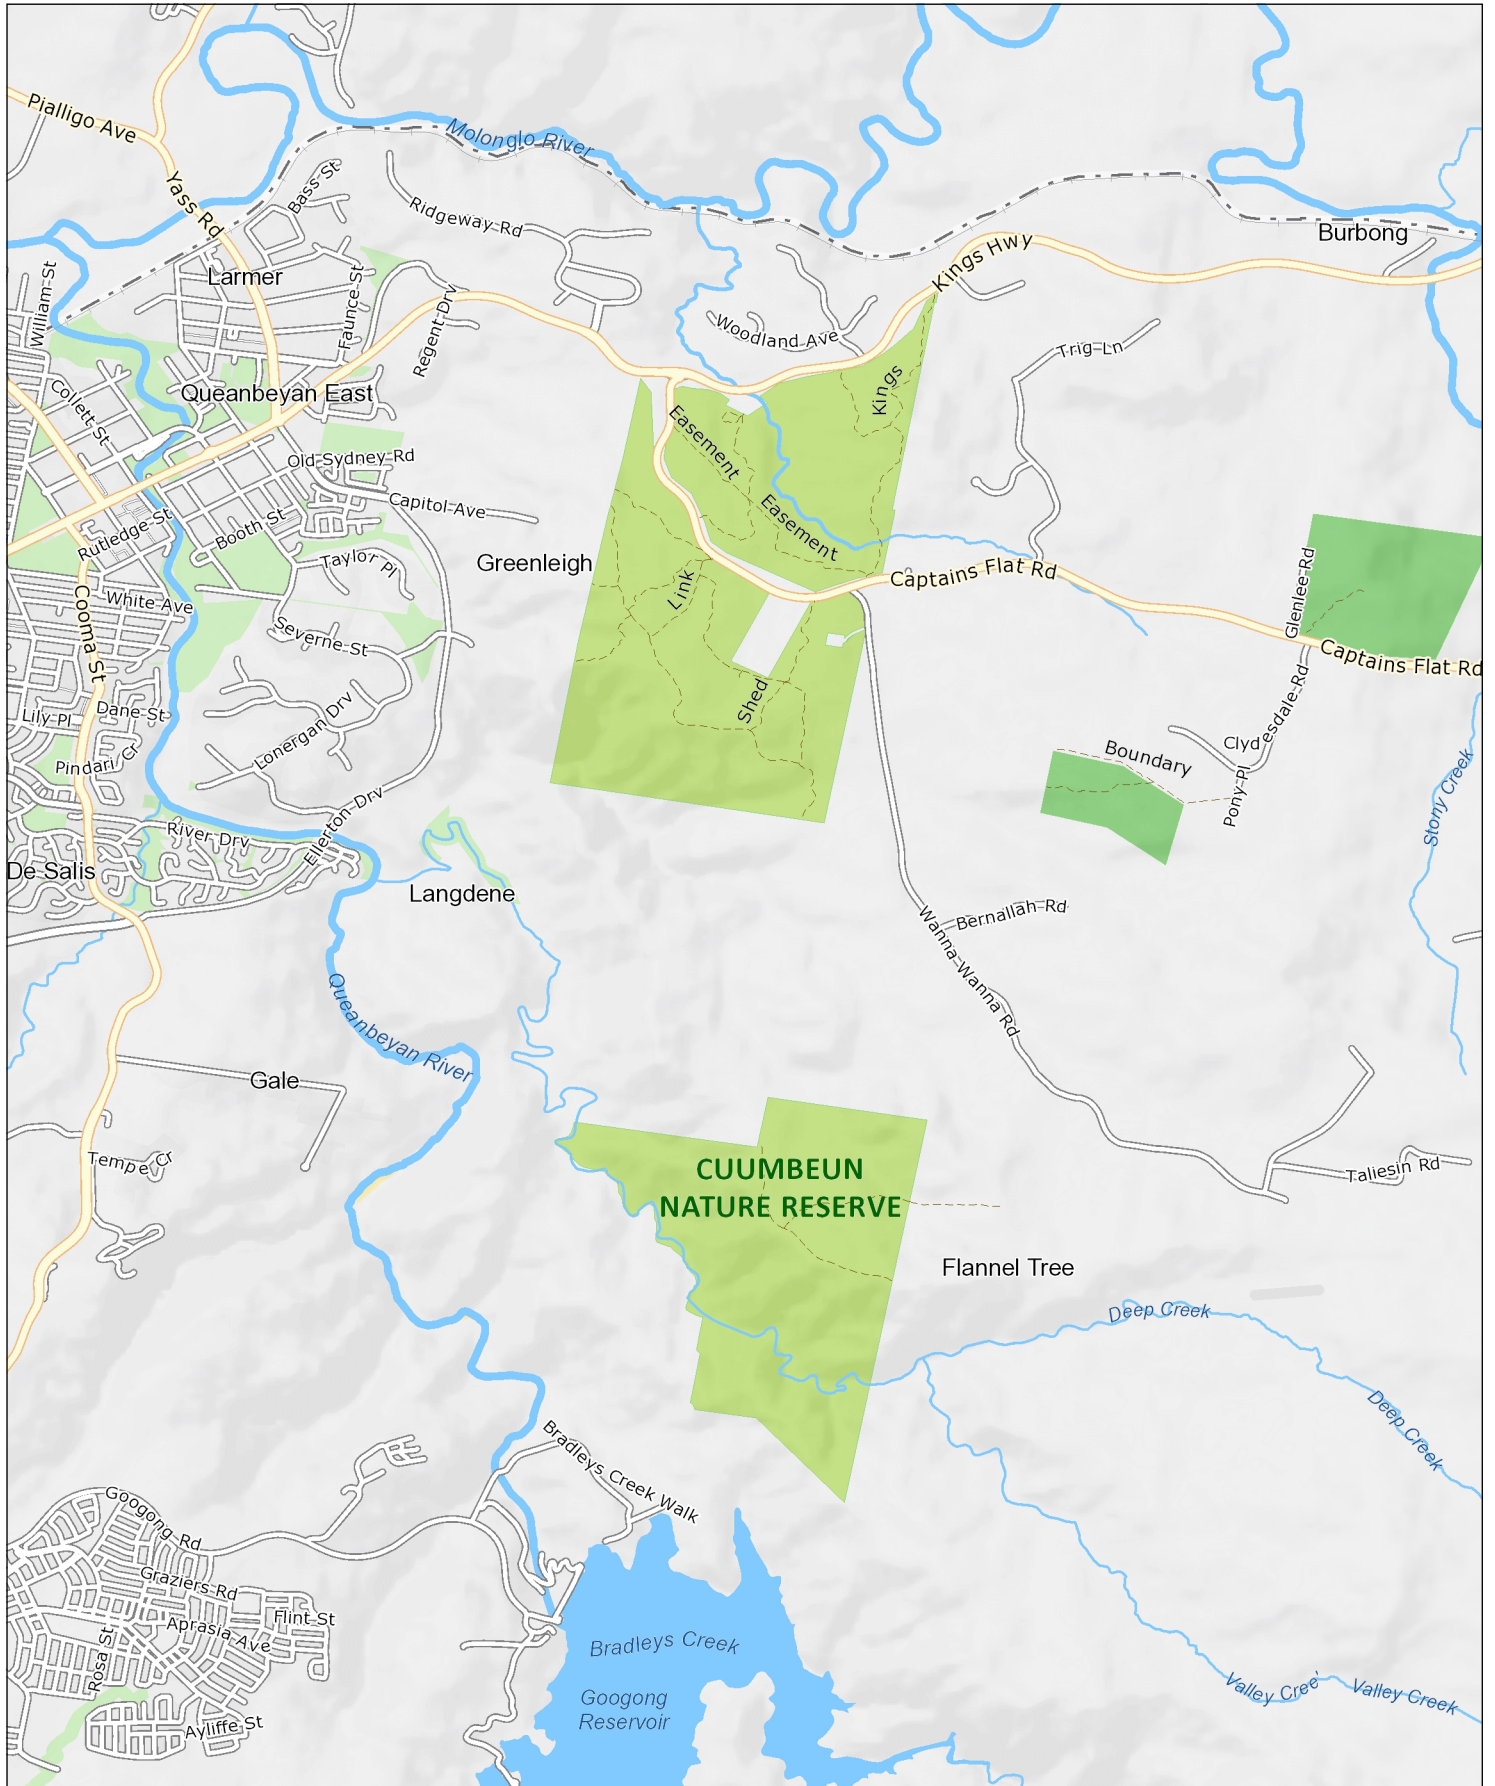 Pialligo Ave
Molonglo River
Yass Rd
Bass St
Ridgeway Rd
Kings Hwy
Burbong
Larmer
William St
Faunce St
Regent Drv
Woodland Ave
Trig Ln
Queanbeyan East
Collett St
Kings
Easement
Old Sydney Rd
Capitol Ave
Easement
Rutledge St
Booth St
Taylor Pl
Greenleigh
Link
Captains Flat Rd
Glenlee Rd
White Ave
Cooma St
Severne St
Captains Flat Rd
Lily Pl
Dane St
Lonergan Drv
Shed
Clydesdale Rd
Boundary
Pindari Cr
Pony Pl
Stony Creek
Ellerton Drv
River Drv
De Salis
Langdene
Bernallah Rd
Wanna Wanna Rd
Queanbeyan River
Gale
Tempe Cr
Taliesin Rd
CUUMBEUN
NATURE RESERVE
Flannel Tree
Deep Creek
Deep Creek
Bradleys Creek Walk
Googong Rd
Graziers Rd
Flint St
Aprasia Ave
Rosa St
Bradleys Creek
Googong
Reservoir
Valley Cree
Valley Creek
Ayliffe St